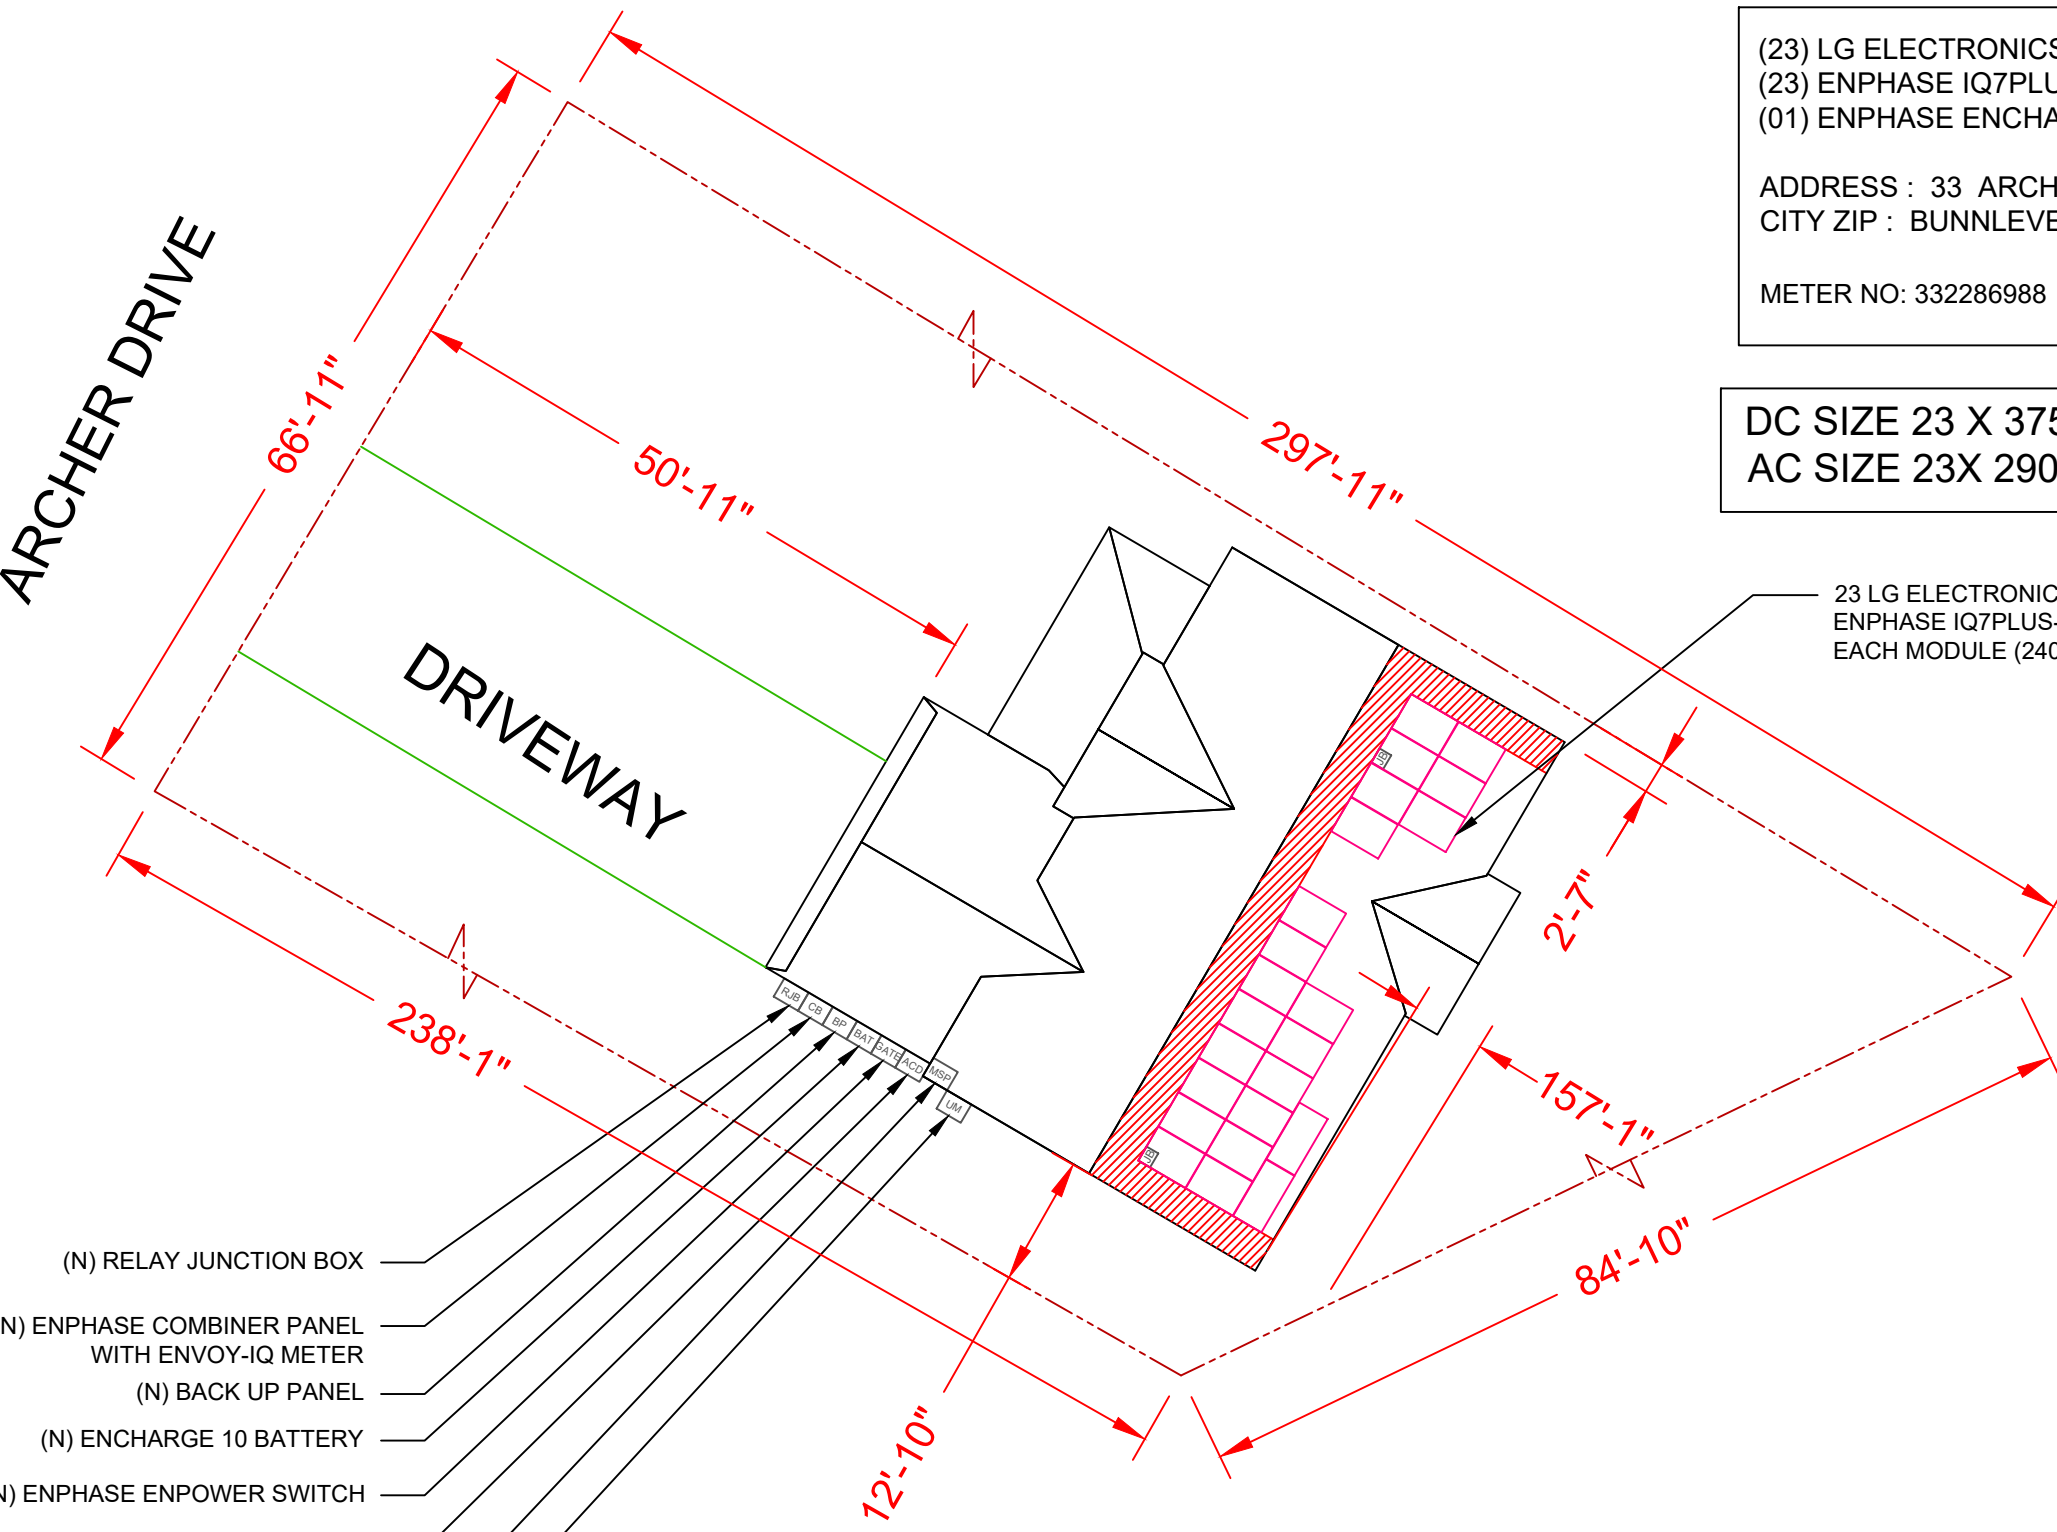 (23) LG ELECTRONICS
(23) ENPHASE IQ7PLU
(01) ENPHASE ENCHA
ADDRESS : 33 ARCH
CITY ZIP : BUNNLEVE
METER NO: 332286988
DC SIZE 23 X 375
AC SIZE 23X 290
23 LG ELECTRONIC
ENPHASE IQ7PLUS-
EACH MODULE (240
ARCHER DRIVE
66'-11"
50'-11"
297'-11"
DRIVEWAY
JB
2'-7"
238'-1"
RJB
CB
BP
BAT
GATE
ACD
MSP
UM
JB
157'-1"
84'-10"
12'-10"
(N) RELAY JUNCTION BOX
N) ENPHASE COMBINER PANEL
WITH ENVOY-IQ METER
(N) BACK UP PANEL
(N) ENCHARGE 10 BATTERY
N) ENPHASE ENPOWER SWITCH